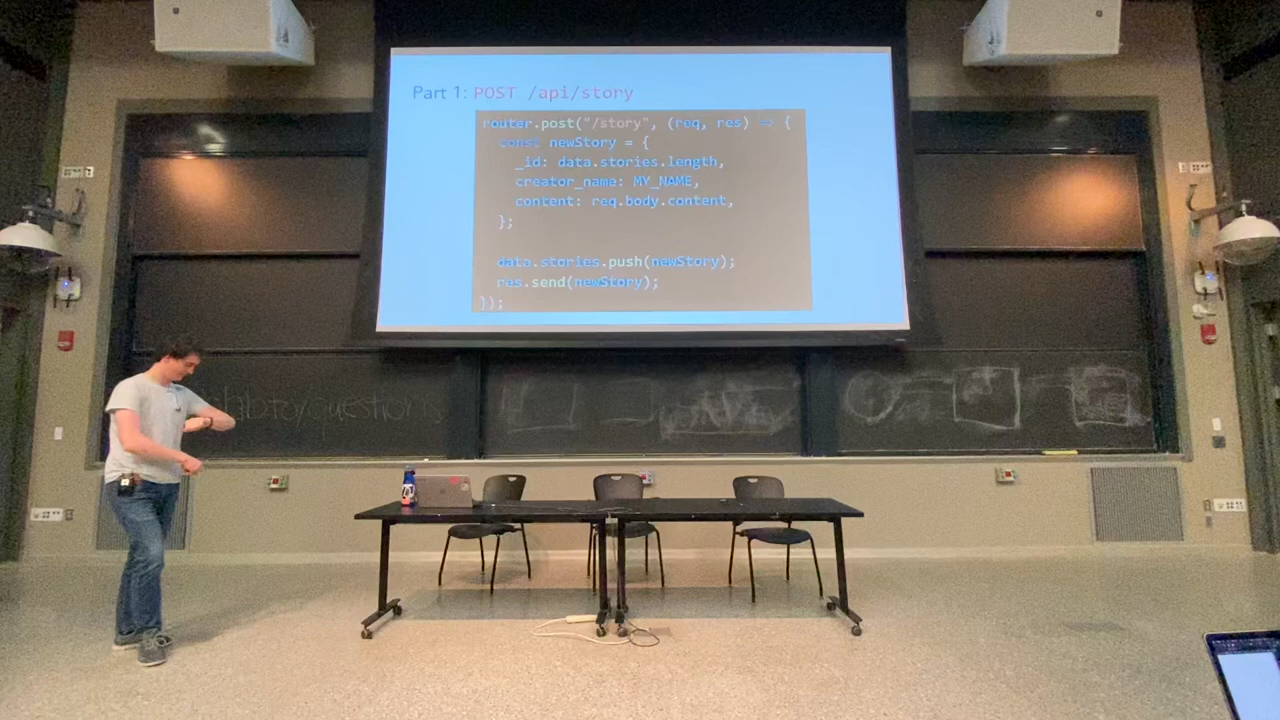 Part 1: POST /api/story
router.post("/story", (req, res) => {
const newStory = {
_id: data.stories.length,
creator_name: MY_NAME,
content: req.body.content,
};
data.stories.push(newStory);
res.send(newStory);
});
/questions